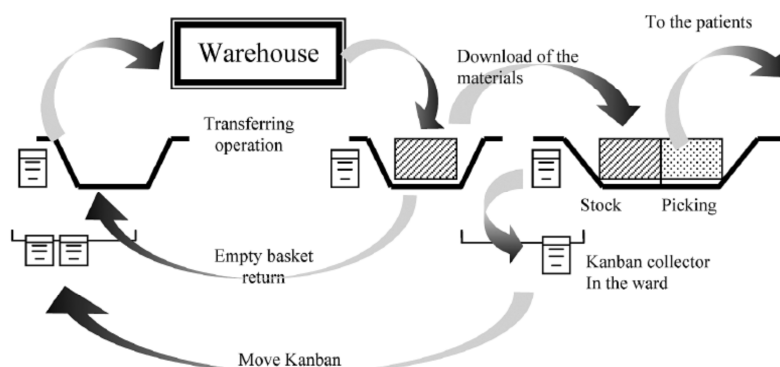 To the patients
Warehouse
Download of the
materials
Transferring
operation
Stock
Picking
Empty basket
return
Kanban collector
In the ward
Move Kanban